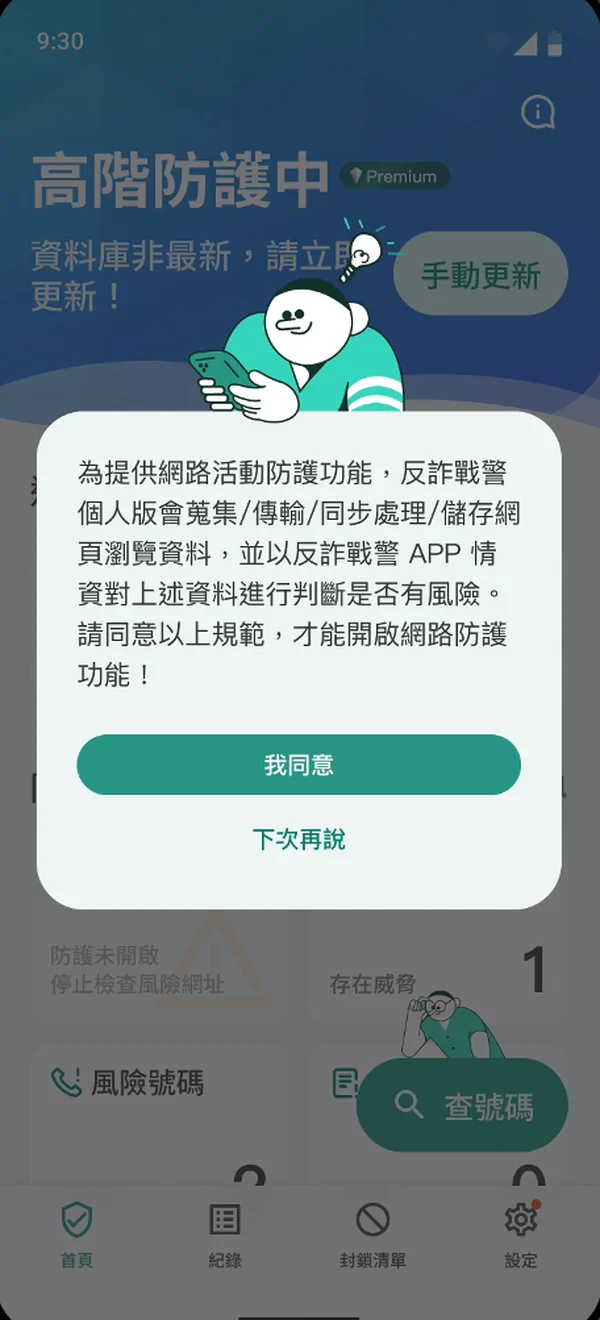 9:30
高階防護中 Premium
資料庫非最新，請立即
更新！
手動更新
為提供網路活動防護功能，反詐戰警
個人版會蒐集/傳輸/同步處理/儲存網
頁瀏覽資料，並以反詐戰警 APP 情
資對上述資料進行判斷是否有風險。
請同意以上規範，才能開啟網路防護
功能！
我同意
下次再說
防護未開啟
停止檢查風險網址
存在威脅 1
風險號碼
查號碼
2
0
首頁 紀錄 封鎖清單 設定